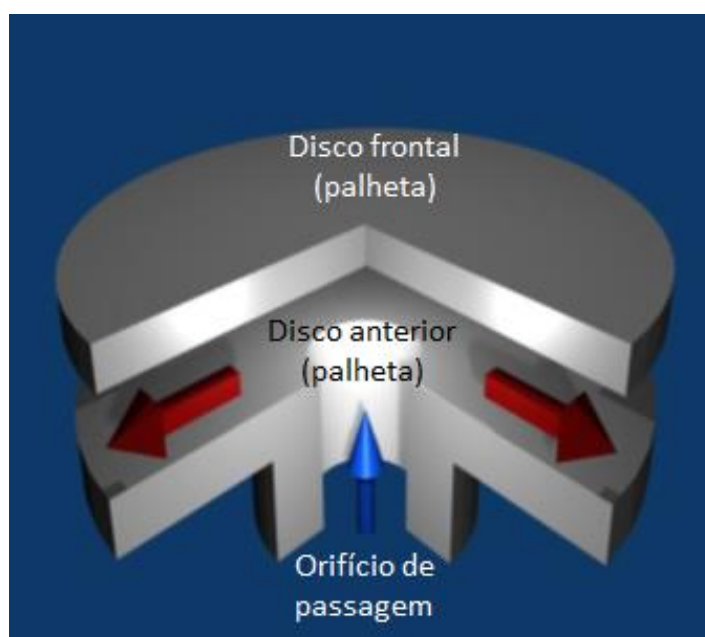 Disco frontal
(palheta)
Disco anterior
(palheta)
Orifício de
passagem